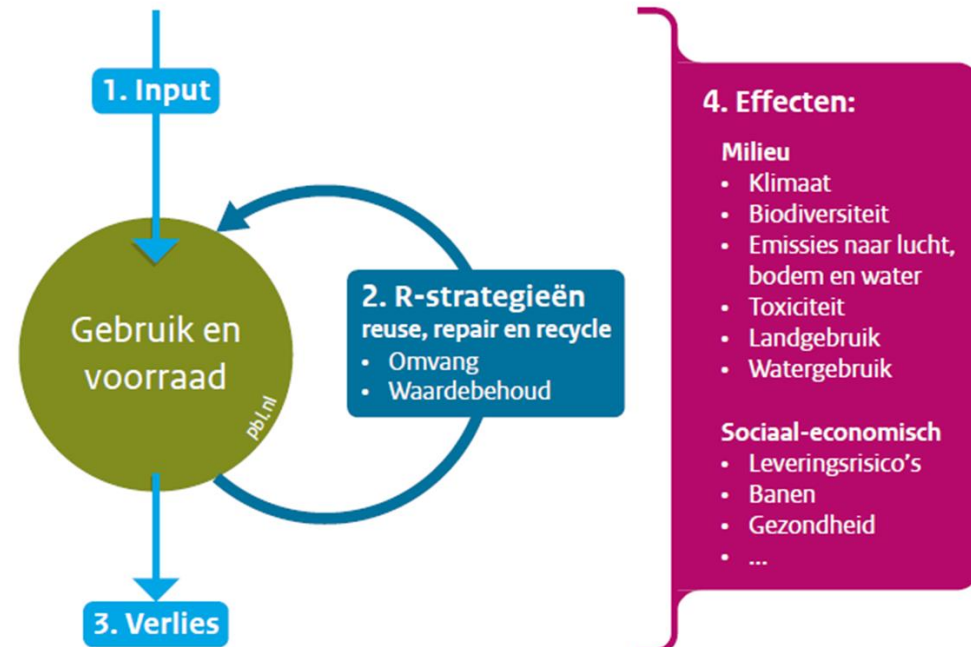 1. Input
Gebruik en
voorraad
pbl.nl
2. R-strategieën
reuse, repair en recycle
• Omvang
• Waardebehoud
3. Verlies
4. Effecten:
Milieu
• Klimaat
• Biodiversiteit
• Emissies naar lucht,
bodem en water
• Toxiciteit
• Landgebruik
• Watergebruik
Sociaal-economisch
• Leveringsrisico's
• Banen
• Gezondheid
• ...